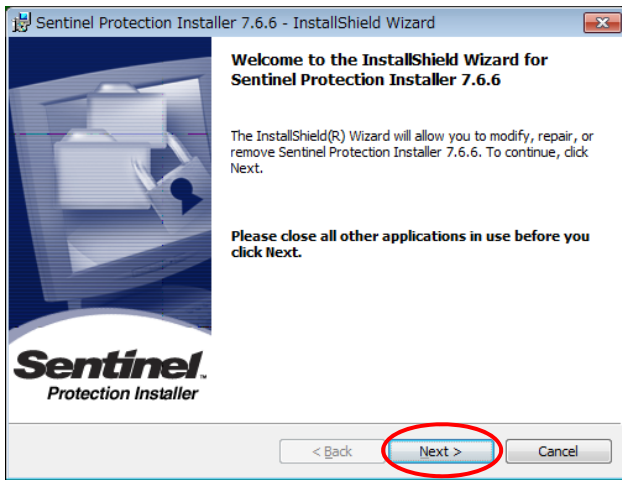 Sentinel Protection Installer 7.6.6 - InstallShield Wizard
Welcome to the InstallShield Wizard for
Sentinel Protection Installer 7.6.6
The InstallShield(R) Wizard will allow you to modify, repair, or
remove Sentinel Protection Installer 7.6.6. To continue, click
Next.
Please close all other applications in use before you
click Next.
Sentinel™
Protection Installer
< Back
Next >
Cancel